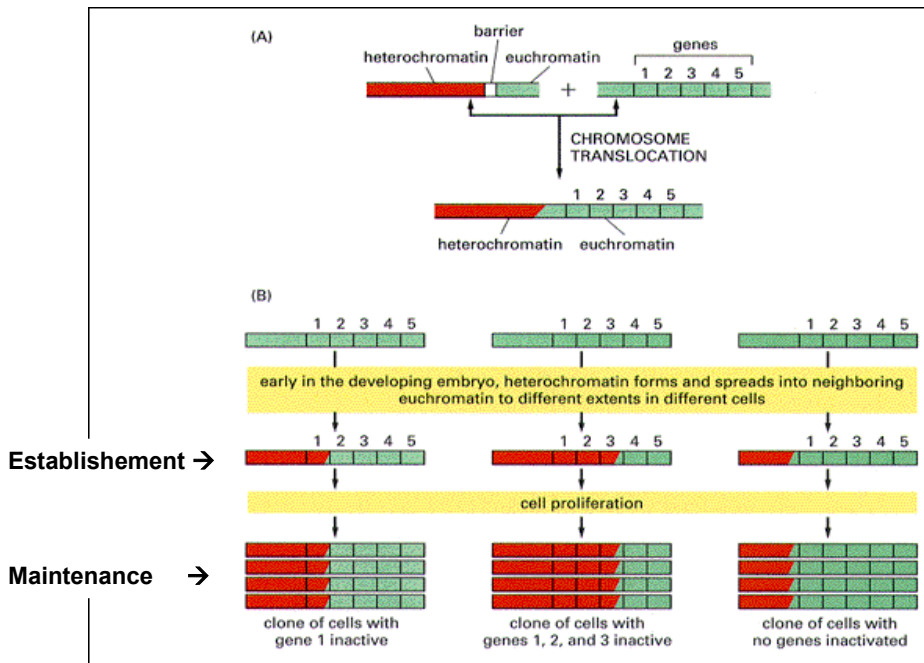 (A)
barrier
heterochromatin euchromatin
genes
1 2 3 4 5
+
CHROMOSOME
TRANSLOCATION
1 2 3 4 5
heterochromatin euchromatin
(B)
1 2 3 4 5 1 2 3 4 5 1 2 3 4 5
early in the developing embryo, heterochromatin forms and spreads into neighboring
euchromatin to different extents in different cells
1 2 3 4 5 1 2 3 4 5 1 2 3 4 5
Establishement →
cell proliferation
Maintenance →
clone of cells with
gene 1 inactive
clone of cells with
genes 1, 2, and 3 inactive
clone of cells with
no genes inactivated